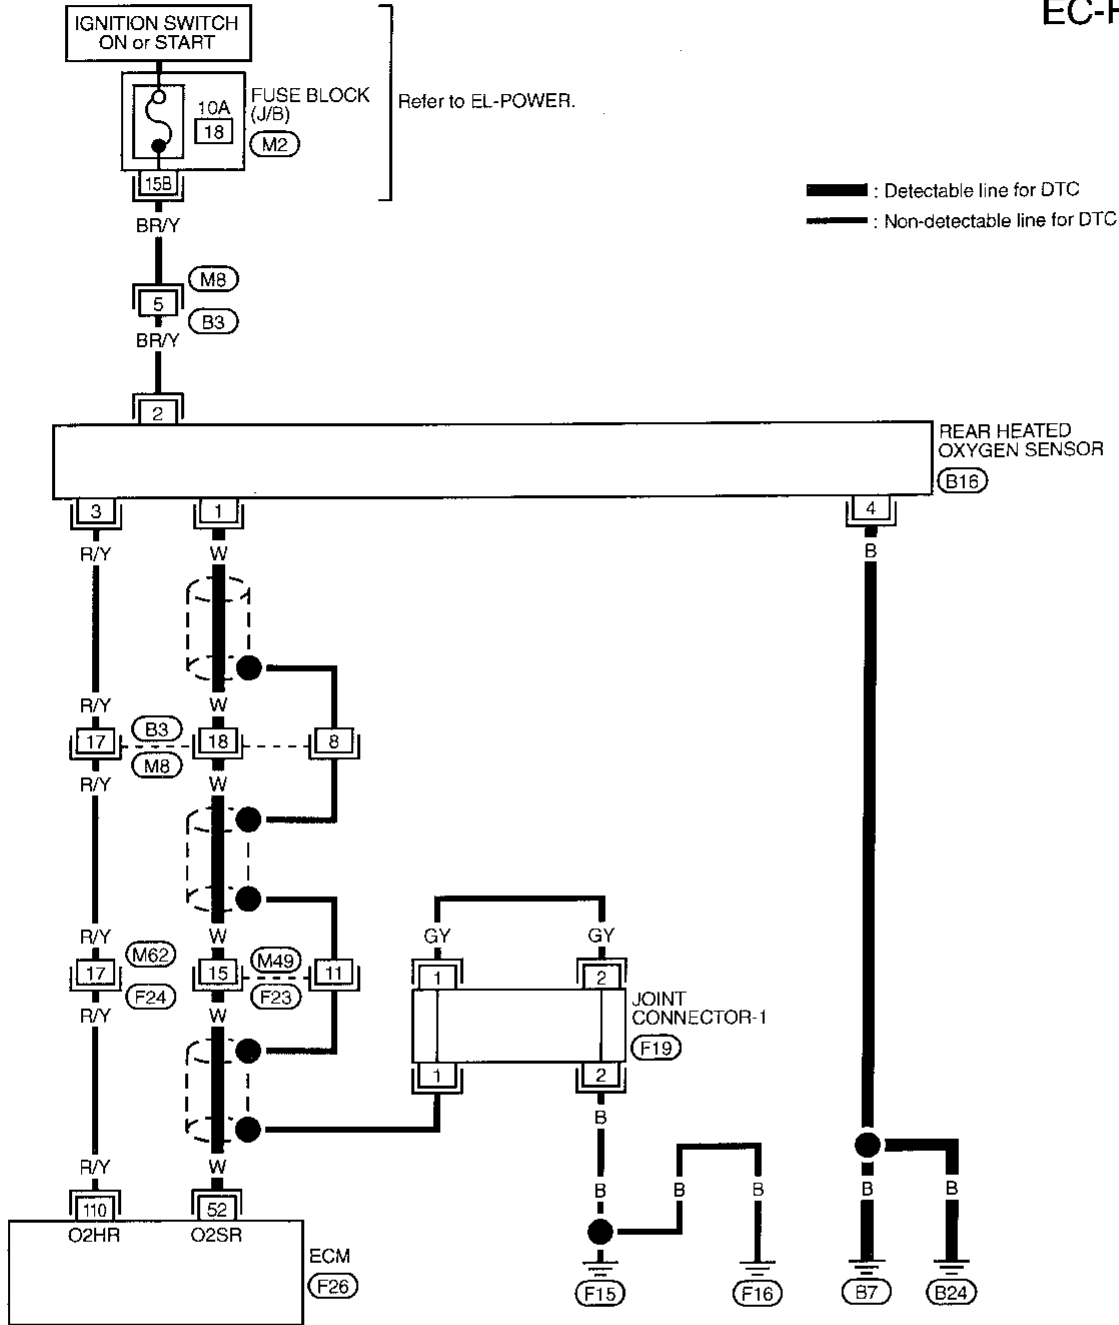 EC-
IGNITION SWITCH
ON or START
10A
18
FUSE BLOCK
(J/B)
M2
Refer to EL-POWER.
15B
: Detectable line for DTC
: Non-detectable line for DTC
BR/Y
M8
5
B3
BR/Y
2
REAR HEATED
OXYGEN SENSOR
B16
3
1
4
R/Y
W
B
R/Y
W
17
B3
M8
18
8
R/Y
W
R/Y
W
GY
GY
17
M62
F24
15
M49
F23
11
1
2
R/Y
W
JOINT
CONNECTOR-1
F19
1
2
B
R/Y
W
B
B
B
B
B
110
52
O2HR
O2SR
ECM
F26
F15
F16
B7
B24